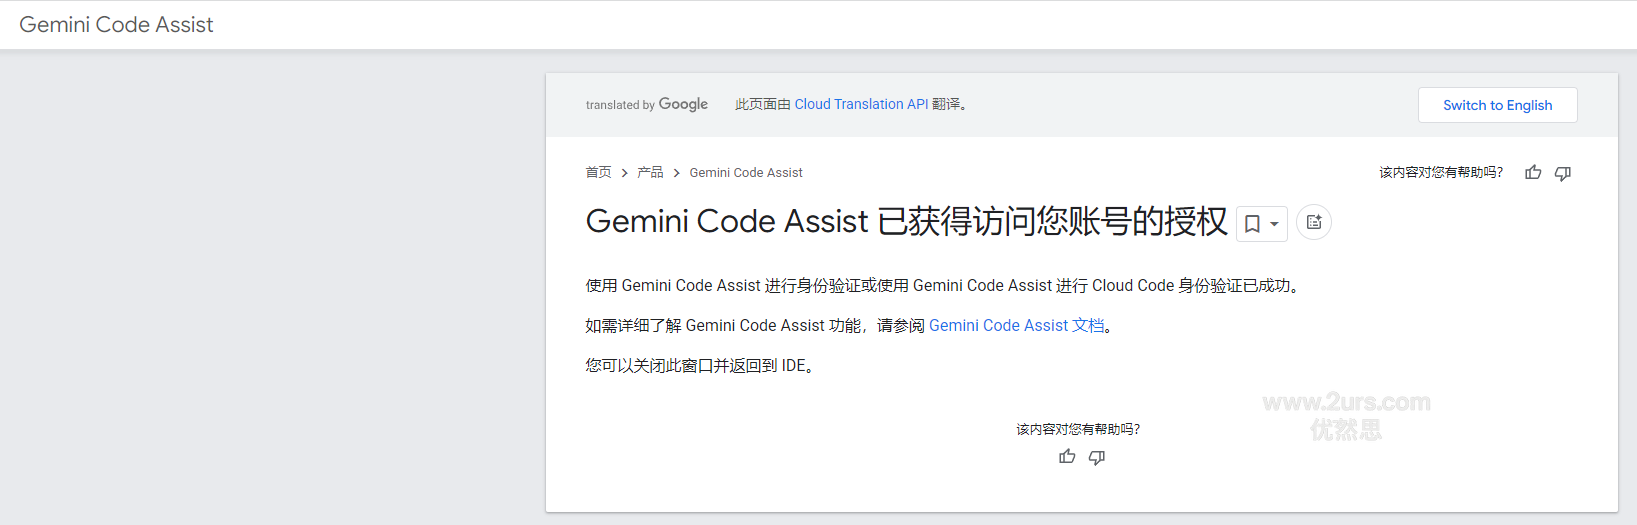 Gemini Code Assist
translated by Google 此页面由 Cloud Translation API 翻译。 Switch to English
首页 产品 Gemini Code Assist 该内容对您有帮助吗？
Gemini Code Assist 已获得访问您账号的授权
使用 Gemini Code Assist 进行身份验证或使用 Gemini Code Assist 进行 Cloud Code 身份验证已成功。
如需详细了解 Gemini Code Assist 功能，请参阅 Gemini Code Assist 文档。
您可以关闭此窗口并返回到 IDE。
www.2urs.com
优然思
该内容对您有帮助吗？